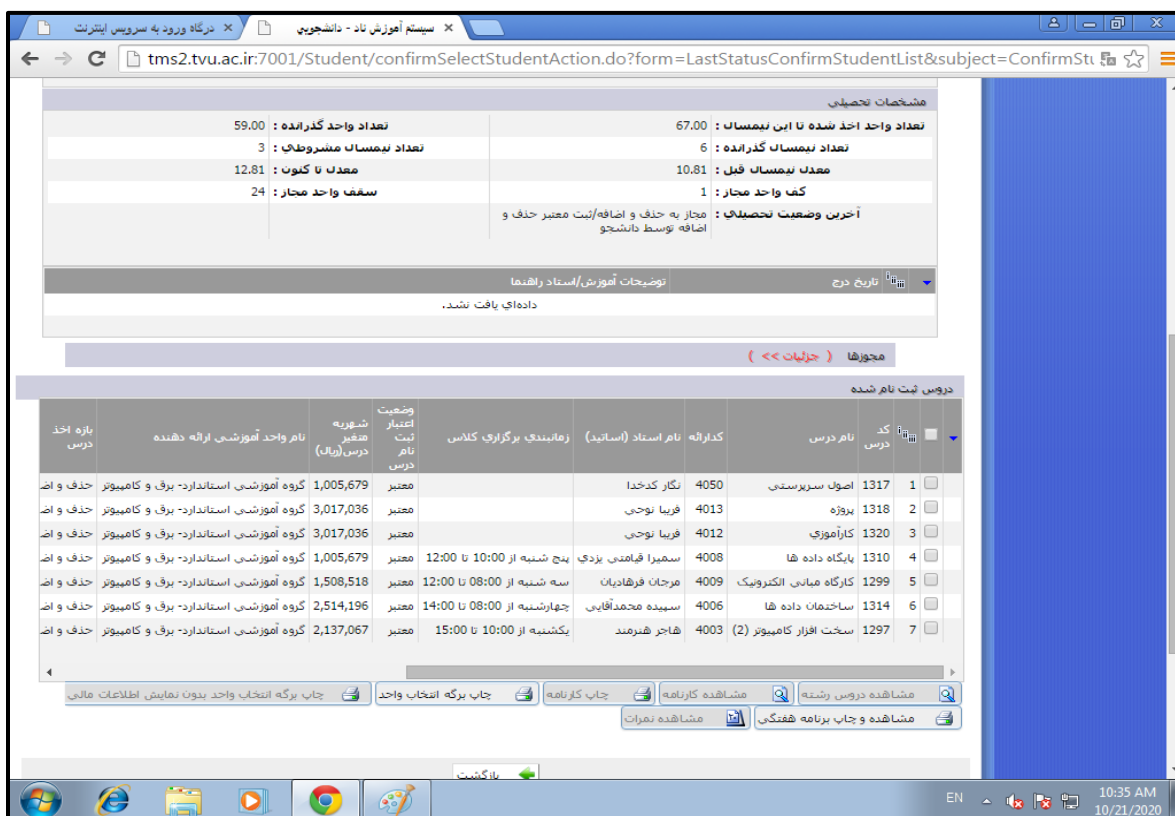 درگاه ورود به سرویس اینترنت
سیستم آموزش ناد - دانشجویی
tms2.tvu.ac.ir:7001/Student/confirmSelectStudentAction.do?form=LastStatusConfirmStudentList&subject=ConfirmStu
مشخصات تحصیلی
تعداد واحد اخذ شده تا این نیمسال : 67.00 تعداد واحد گذرانده : 59.00
تعداد نیمسال گذرانده : 6 تعداد نیمسال مشروطي : 3
معدل نیمسال قبل : 10.81 معدل تا کنون : 12.81
کف واحد مجاز : 1 سقف واحد مجاز : 24
آخرین وضعیت تحصیلي : مجاز به حذف و اضافه/ثبت معتبر حذف و
اضافه توسط دانشجو
تاریخ درج توضیحات آموزش/استاد راهنما
داده‌اي یافت نشد.
مجوزها ( جزئیات >> )
دروس ثبت نام شده
کد درس نام درس کدارائه نام استاد (اساتید) زمانبندي برگزاري کلاس وضعیت اعتبار ثبت نام درس شهریه متغیر درس(ریال) نام واحد آموزشی ارائه دهنده بازه اخذ درس
1 1317 اصول سرپرستی 4050 نگار کدخدا معتبر 1,005,679 گروه آموزشی استاندارد- برق و کامپیوتر حذف و اض
2 1318 پروژه 4013 فریبا نوحی معتبر 3,017,036 گروه آموزشی استاندارد- برق و کامپیوتر حذف و اض
3 1320 کارآموزي 4012 فریبا نوحی معتبر 3,017,036 گروه آموزشی استاندارد- برق و کامپیوتر حذف و اض
4 1310 پایگاه داده ها 4008 سمیرا قیامتی یزدي پنج شنبه از 10:00 تا 12:00 معتبر 1,005,679 گروه آموزشی استاندارد- برق و کامپیوتر حذف و اض
5 1299 کارگاه مبانی الکترونیک 4009 مرجان فرهادیان سه شنبه از 08:00 تا 12:00 معتبر 1,508,518 گروه آموزشی استاندارد- برق و کامپیوتر حذف و اض
6 1314 ساختمان داده ها 4006 سپیده محمدآقایی چهارشنبه از 08:00 تا 14:00 معتبر 2,514,196 گروه آموزشی استاندارد- برق و کامپیوتر حذف و اض
7 1297 سخت افزار کامپیوتر (2) 4003 هاجر هنرمند یکشنبه از 10:00 تا 15:00 معتبر 2,137,067 گروه آموزشی استاندارد- برق و کامپیوتر حذف و اض
مشاهده دروس رشته مشاهده کارنامه چاپ کارنامه چاپ برگه انتخاب واحد چاپ برگه انتخاب واحد بدون نمایش اطلاعات مالی
مشاهده و چاپ برنامه هفتگی مشاهده نمرات
بازگشت
EN 10:35 AM
10/21/2020